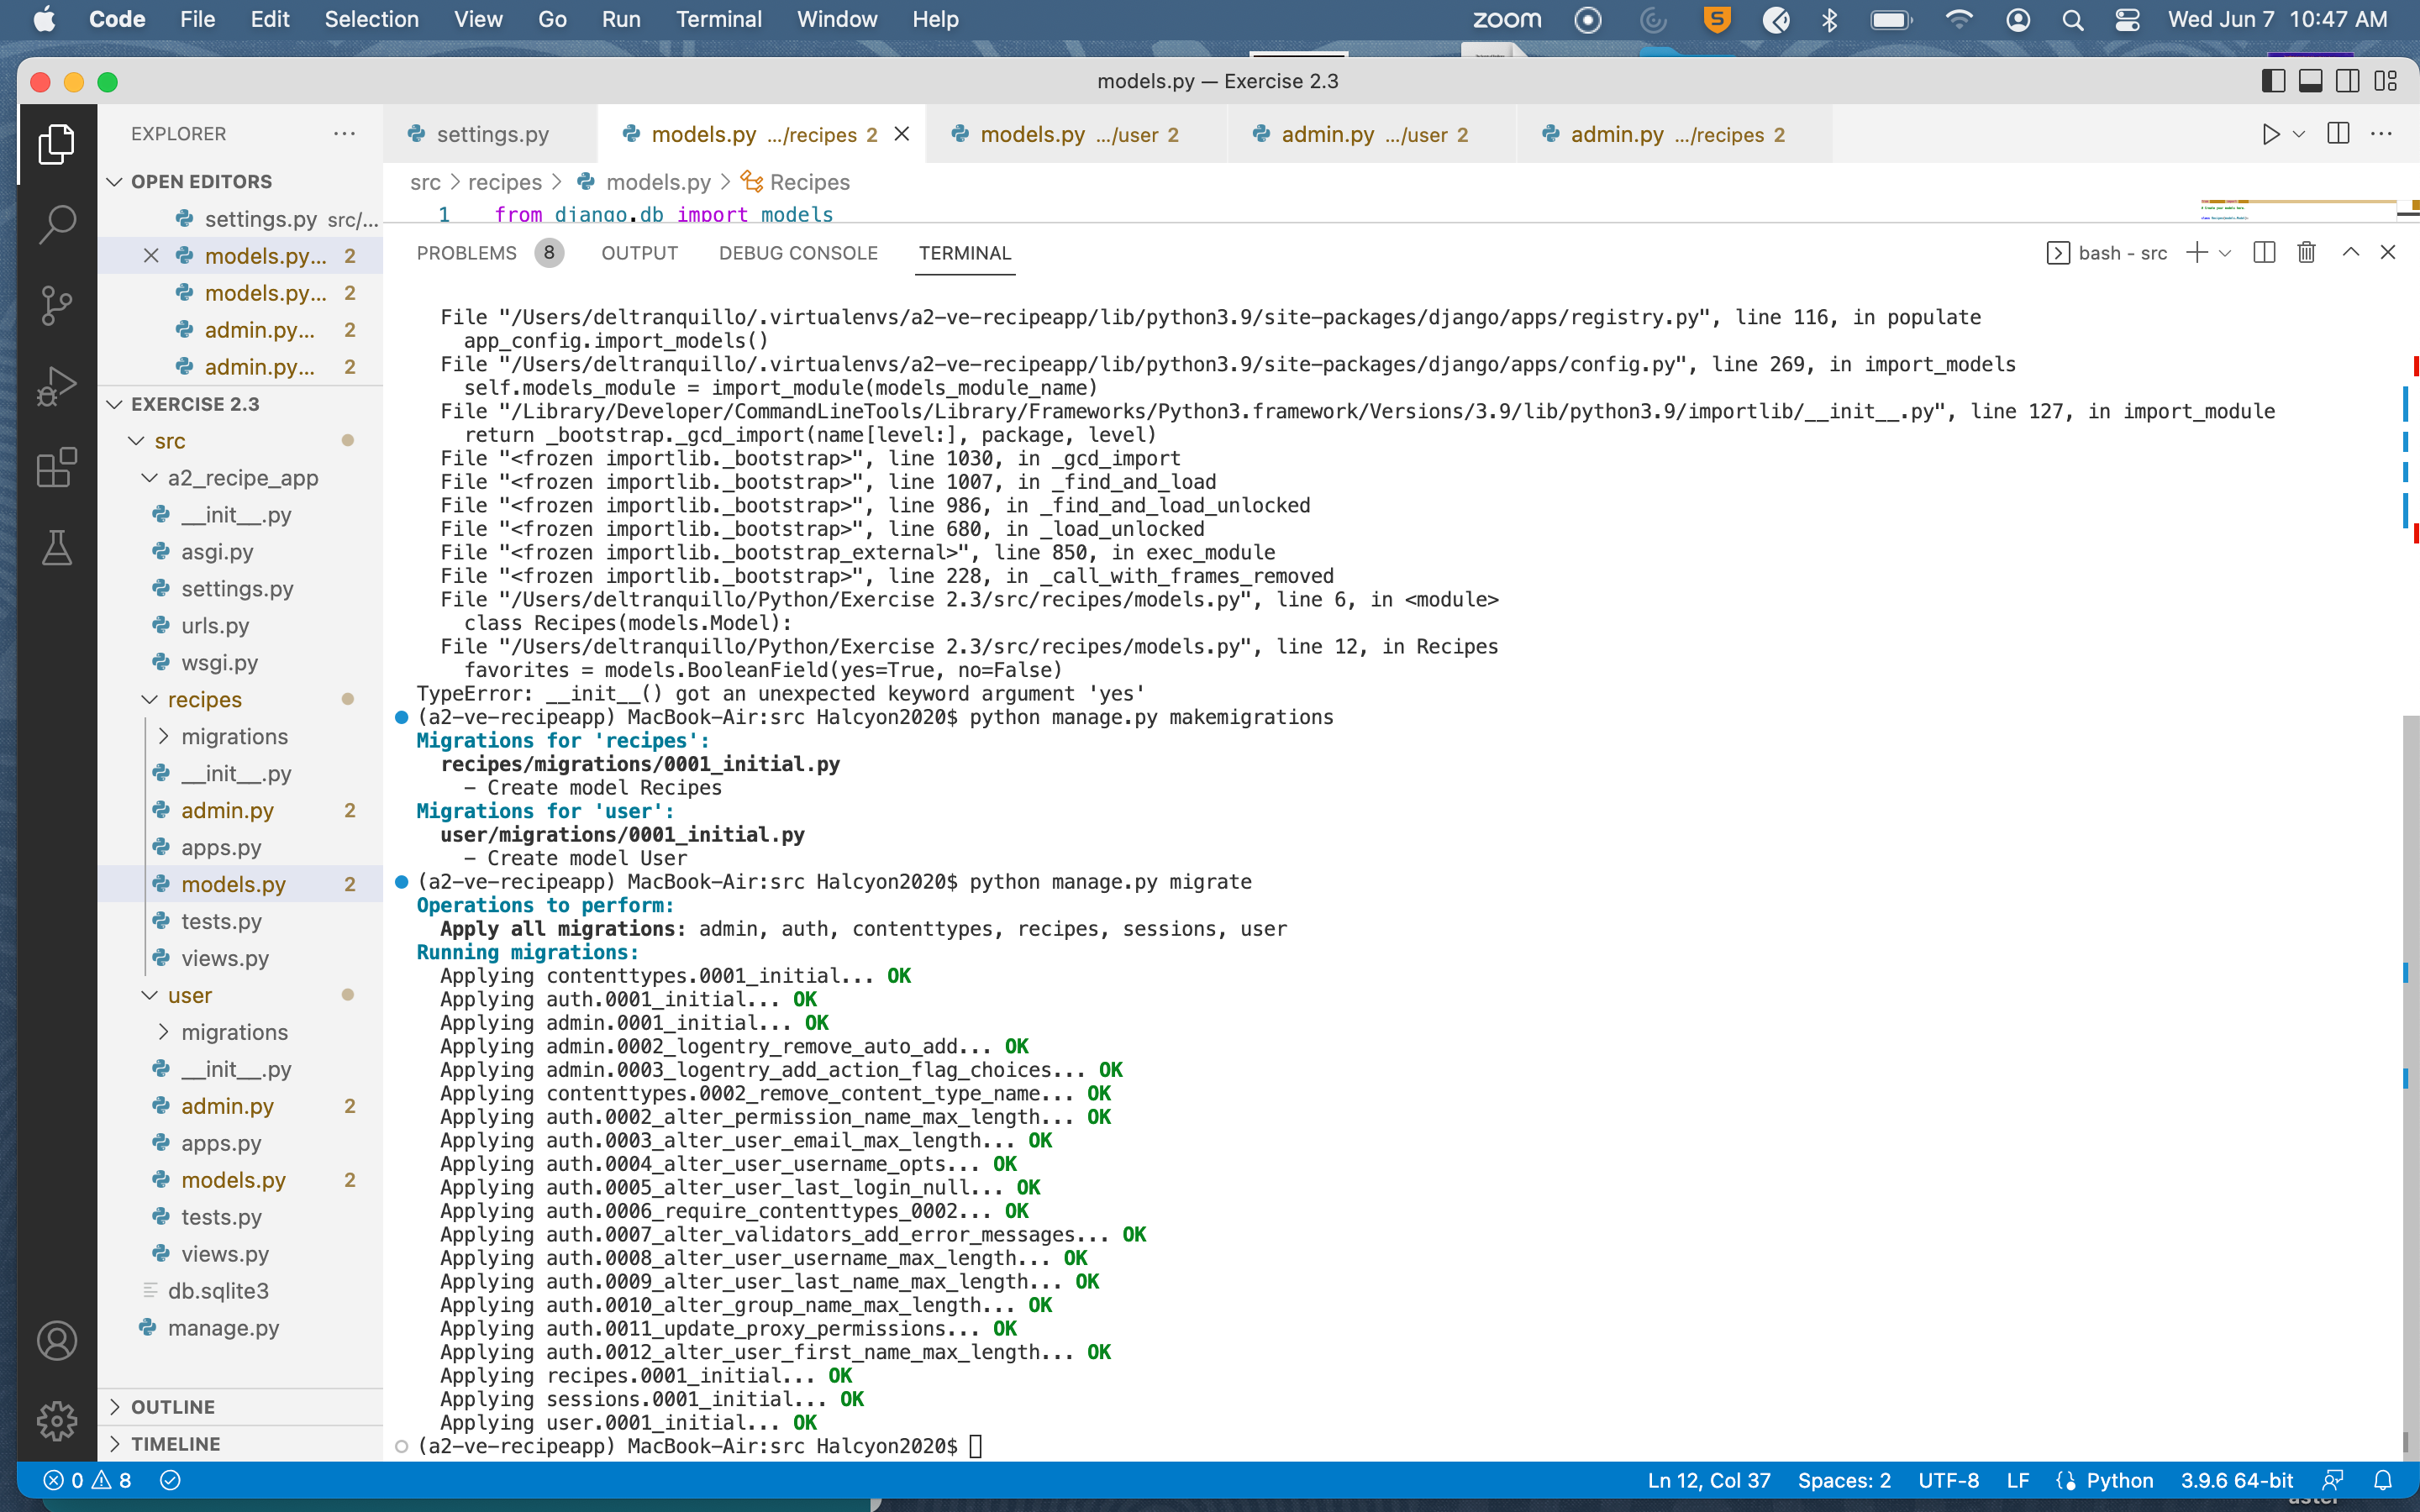 Code File Edit Selection View Go Run Terminal Window Help zoom S Wed Jun 7 10:47 AM
models.py — Exercise 2.3
EXPLORER
settings.py models.py .../recipes 2 models.py .../user 2 admin.py .../user 2 admin.py .../recipes 2
OPEN EDITORS
settings.py src/...
models.py... 2
models.py... 2
admin.py... 2
admin.py... 2
EXERCISE 2.3
src
a2_recipe_app
__init__.py
asgi.py
settings.py
urls.py
wsgi.py
recipes
migrations
__init__.py
admin.py 2
apps.py
models.py 2
tests.py
views.py
user
migrations
__init__.py
admin.py 2
apps.py
models.py 2
tests.py
views.py
db.sqlite3
manage.py
OUTLINE
TIMELINE
src > recipes > models.py > Recipes
1 from django.db import models
PROBLEMS 8 OUTPUT DEBUG CONSOLE TERMINAL bash - src
File "/Users/deltranquillo/.virtualenvs/a2-ve-recipeapp/lib/python3.9/site-packages/django/apps/registry.py", line 116, in populate
app_config.import_models()
File "/Users/deltranquillo/.virtualenvs/a2-ve-recipeapp/lib/python3.9/site-packages/django/apps/config.py", line 269, in import_models
self.models_module = import_module(models_module_name)
File "/Library/Developer/CommandLineTools/Library/Frameworks/Python3.framework/Versions/3.9/lib/python3.9/importlib/__init__.py", line 127, in import_module
return _bootstrap._gcd_import(name[level:], package, level)
File "<frozen importlib._bootstrap>", line 1030, in _gcd_import
File "<frozen importlib._bootstrap>", line 1007, in _find_and_load
File "<frozen importlib._bootstrap>", line 986, in _find_and_load_unlocked
File "<frozen importlib._bootstrap>", line 680, in _load_unlocked
File "<frozen importlib._bootstrap_external>", line 850, in exec_module
File "<frozen importlib._bootstrap>", line 228, in _call_with_frames_removed
File "/Users/deltranquillo/Python/Exercise 2.3/src/recipes/models.py", line 6, in <module>
class Recipes(models.Model):
File "/Users/deltranquillo/Python/Exercise 2.3/src/recipes/models.py", line 12, in Recipes
favorites = models.BooleanField(yes=True, no=False)
TypeError: __init__() got an unexpected keyword argument 'yes'
(a2-ve-recipeapp) MacBook-Air:src Halcyon2020$ python manage.py makemigrations
Migrations for 'recipes':
recipes/migrations/0001_initial.py
- Create model Recipes
Migrations for 'user':
user/migrations/0001_initial.py
- Create model User
(a2-ve-recipeapp) MacBook-Air:src Halcyon2020$ python manage.py migrate
Operations to perform:
Apply all migrations: admin, auth, contenttypes, recipes, sessions, user
Running migrations:
Applying contenttypes.0001_initial... OK
Applying auth.0001_initial... OK
Applying admin.0001_initial... OK
Applying admin.0002_logentry_remove_auto_add... OK
Applying admin.0003_logentry_add_action_flag_choices... OK
Applying contenttypes.0002_remove_content_type_name... OK
Applying auth.0002_alter_permission_name_max_length... OK
Applying auth.0003_alter_user_email_max_length... OK
Applying auth.0004_alter_user_username_opts... OK
Applying auth.0005_alter_user_last_login_null... OK
Applying auth.0006_require_contenttypes_0002... OK
Applying auth.0007_alter_validators_add_error_messages... OK
Applying auth.0008_alter_user_username_max_length... OK
Applying auth.0009_alter_user_last_name_max_length... OK
Applying auth.0010_alter_group_name_max_length... OK
Applying auth.0011_update_proxy_permissions... OK
Applying auth.0012_alter_user_first_name_max_length... OK
Applying recipes.0001_initial... OK
Applying sessions.0001_initial... OK
Applying user.0001_initial... OK
(a2-ve-recipeapp) MacBook-Air:src Halcyon2020$
0 8 Ln 12, Col 37 Spaces: 2 UTF-8 LF Python 3.9.6 64-bit